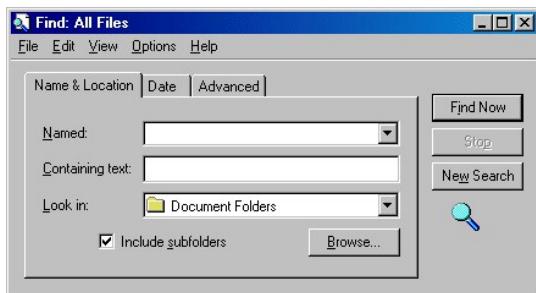 Find: All Files
File Edit View Options Help
Name & Location Date Advanced
Find Now
Named:
Stop
Containing text:
New Search
Look in: Document Folders
Include subfolders Browse...